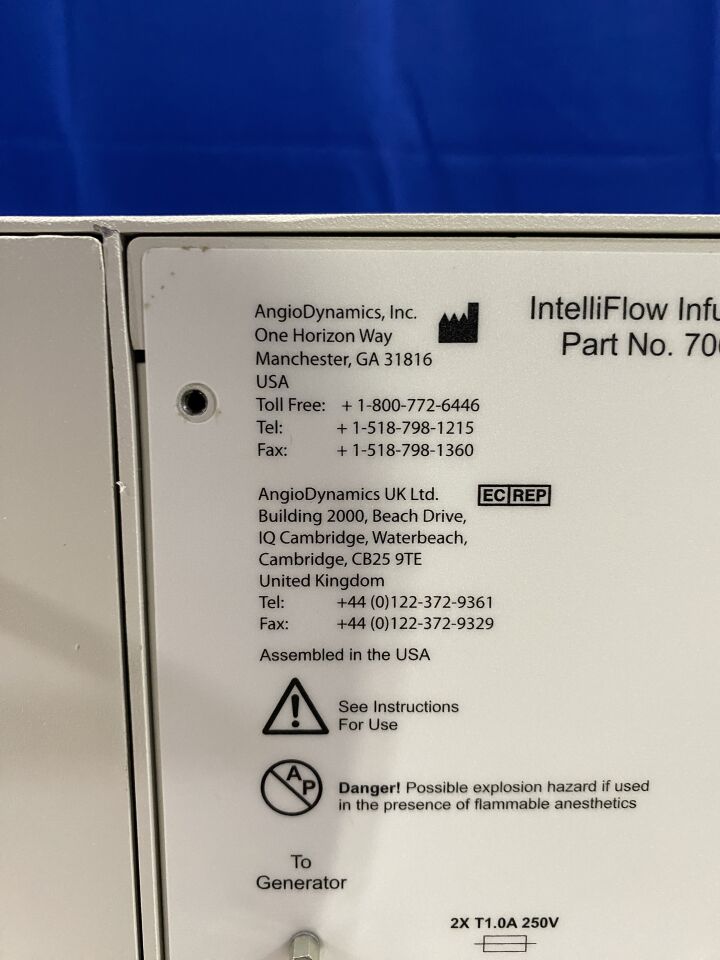 AngioDynamics, Inc.
One Horizon Way
Manchester, GA 31816
USA
Toll Free: + 1-800-772-6446
Tel: + 1-518-798-1215
Fax: + 1-518-798-1360
IntelliFlow
Part No.
AngioDynamics UK Ltd.
EC REP
Building 2000, Beach Drive,
IQ Cambridge, Waterbeach,
Cambridge, CB25 9TE
United Kingdom
Tel: +44 (0)122-372-9361
Fax: +44 (0)122-372-9329
Assembled in the USA
See Instructions
For Use
AP
Danger! Possible explosion hazard if used
in the presence of flammable anesthetics
To
Generator
2X T1.0A 250V